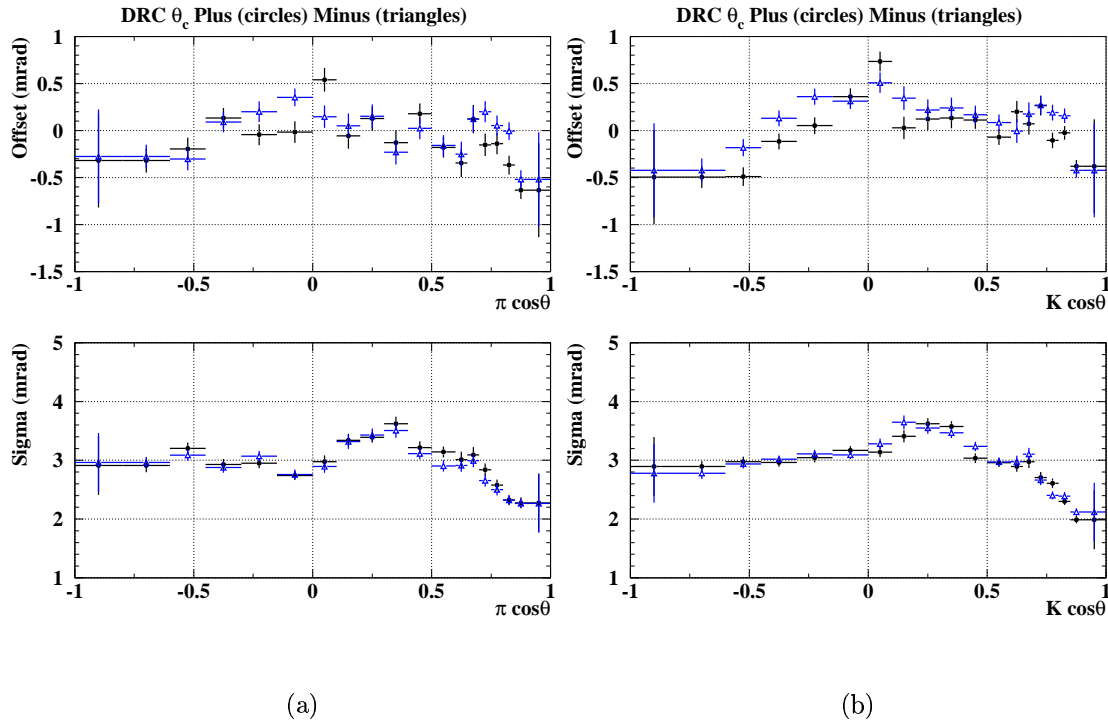 DRC θc Plus (circles) Minus (triangles)
Offset (mrad)
1
0.5
0
-0.5
-1
-1.5
-1 -0.5 0 0.5 1
π cosθ
DRC θc Plus (circles) Minus (triangles)
Offset (mrad)
1
0.5
0
-0.5
-1
-1.5
-1 -0.5 0 0.5 1
K cosθ
Sigma (mrad)
5
4
3
2
1
-1 -0.5 0 0.5 1
π cosθ
Sigma (mrad)
5
4
3
2
1
-1 -0.5 0 0.5 1
K cosθ
(a)
(b)